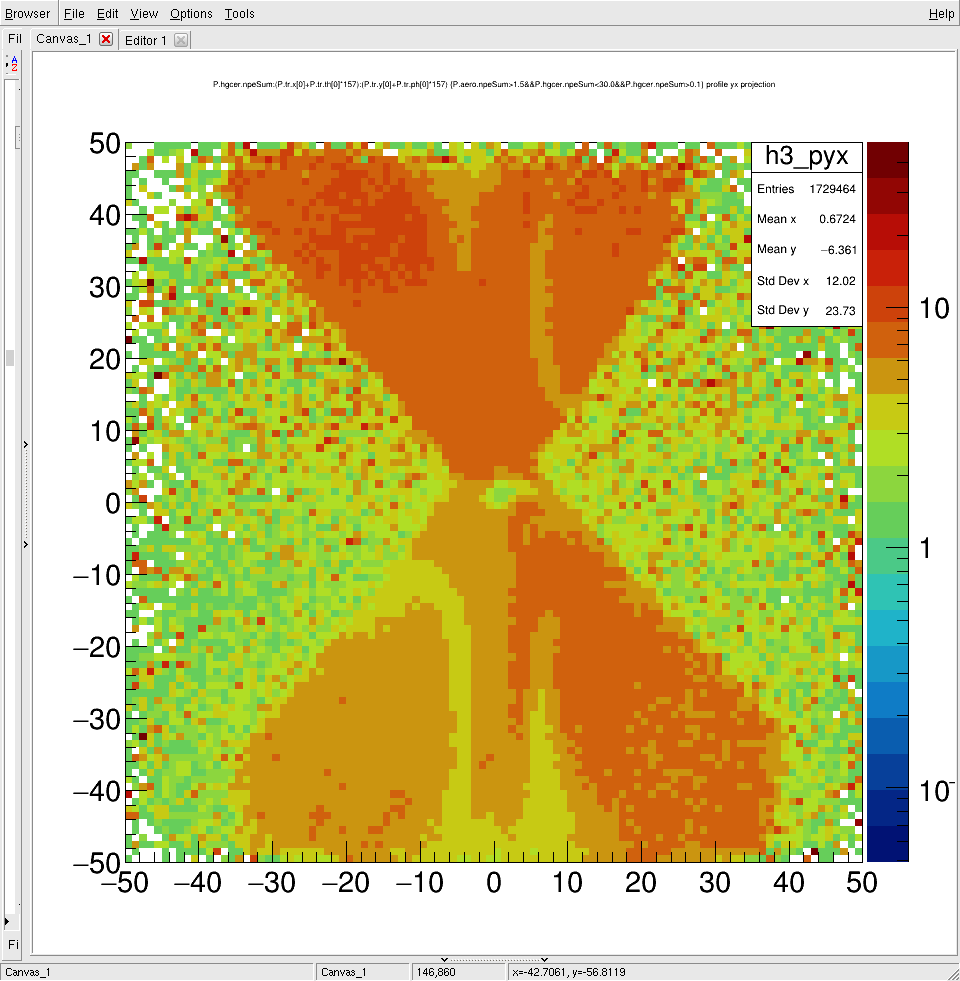 Browser File Edit View Options Tools Help
Fil Canvas_1 Editor 1
A
Z
P.hgcer.npeSum:(P.tr.x[0]+P.tr.th[0]*157):(P.tr.y[0]+P.tr.ph[0]*157) {P.aero.npeSum>1.5&&P.hgcer.npeSum<30.0&&P.hgcer.npeSum>0.1} profile yx projection
h3_pyx
Entries 1729464
Mean x 0.6724
Mean y −6.361
Std Dev x 12.02
Std Dev y 23.73
50
40
30
20
10
0
−10
−20
−30
−40
−50
−50 −40 −30 −20 −10 0 10 20 30 40 50
10
1
10-
Fi
Canvas_1 Canvas_1 146,860 x=-42.7061, y=-56.8119